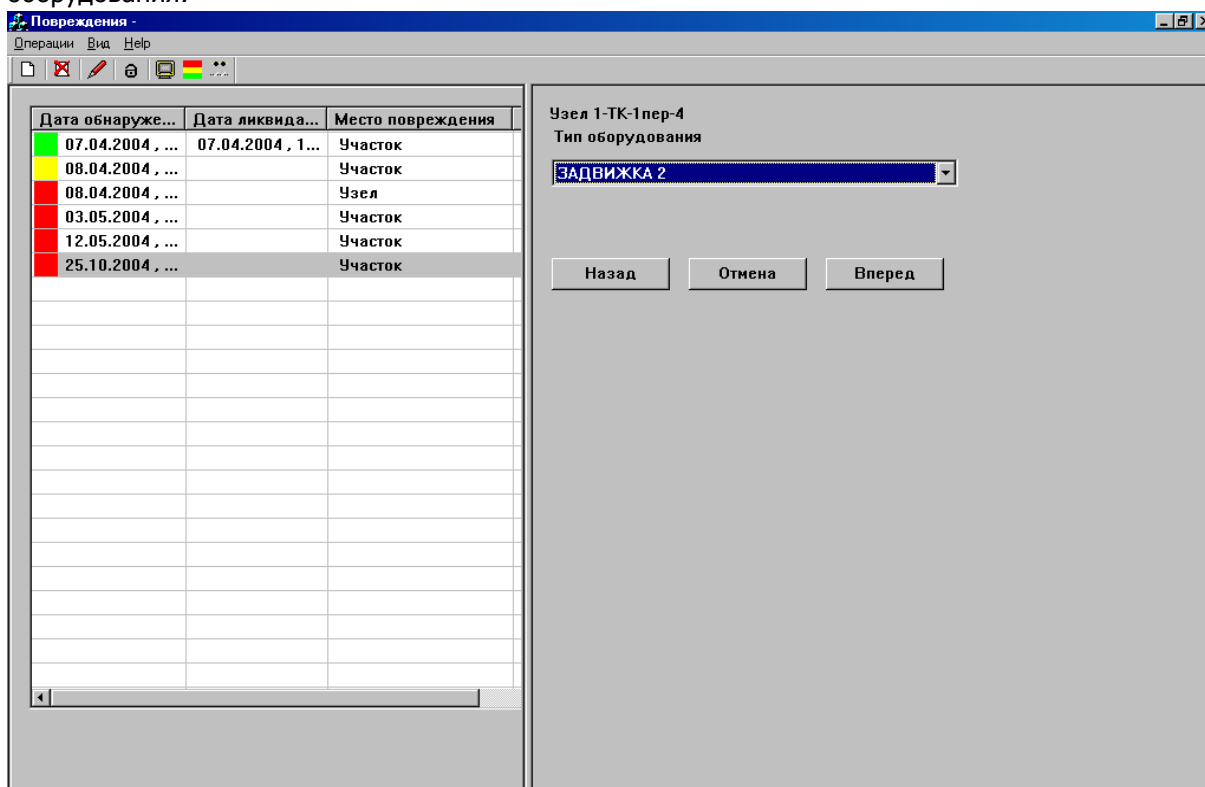 оборудования.
Повреждения -
Операции Вид Help
Дата обнаруже... Дата ликвида... Место повреждения
07.04.2004 , ... 07.04.2004 , 1... Участок
08.04.2004 , ... Участок
08.04.2004 , ... Узел
03.05.2004 , ... Участок
12.05.2004 , ... Участок
25.10.2004 , ... Участок
Узел 1-ТК-1пер-4
Тип оборудования
ЗАДВИЖКА 2
Назад Отмена Вперед